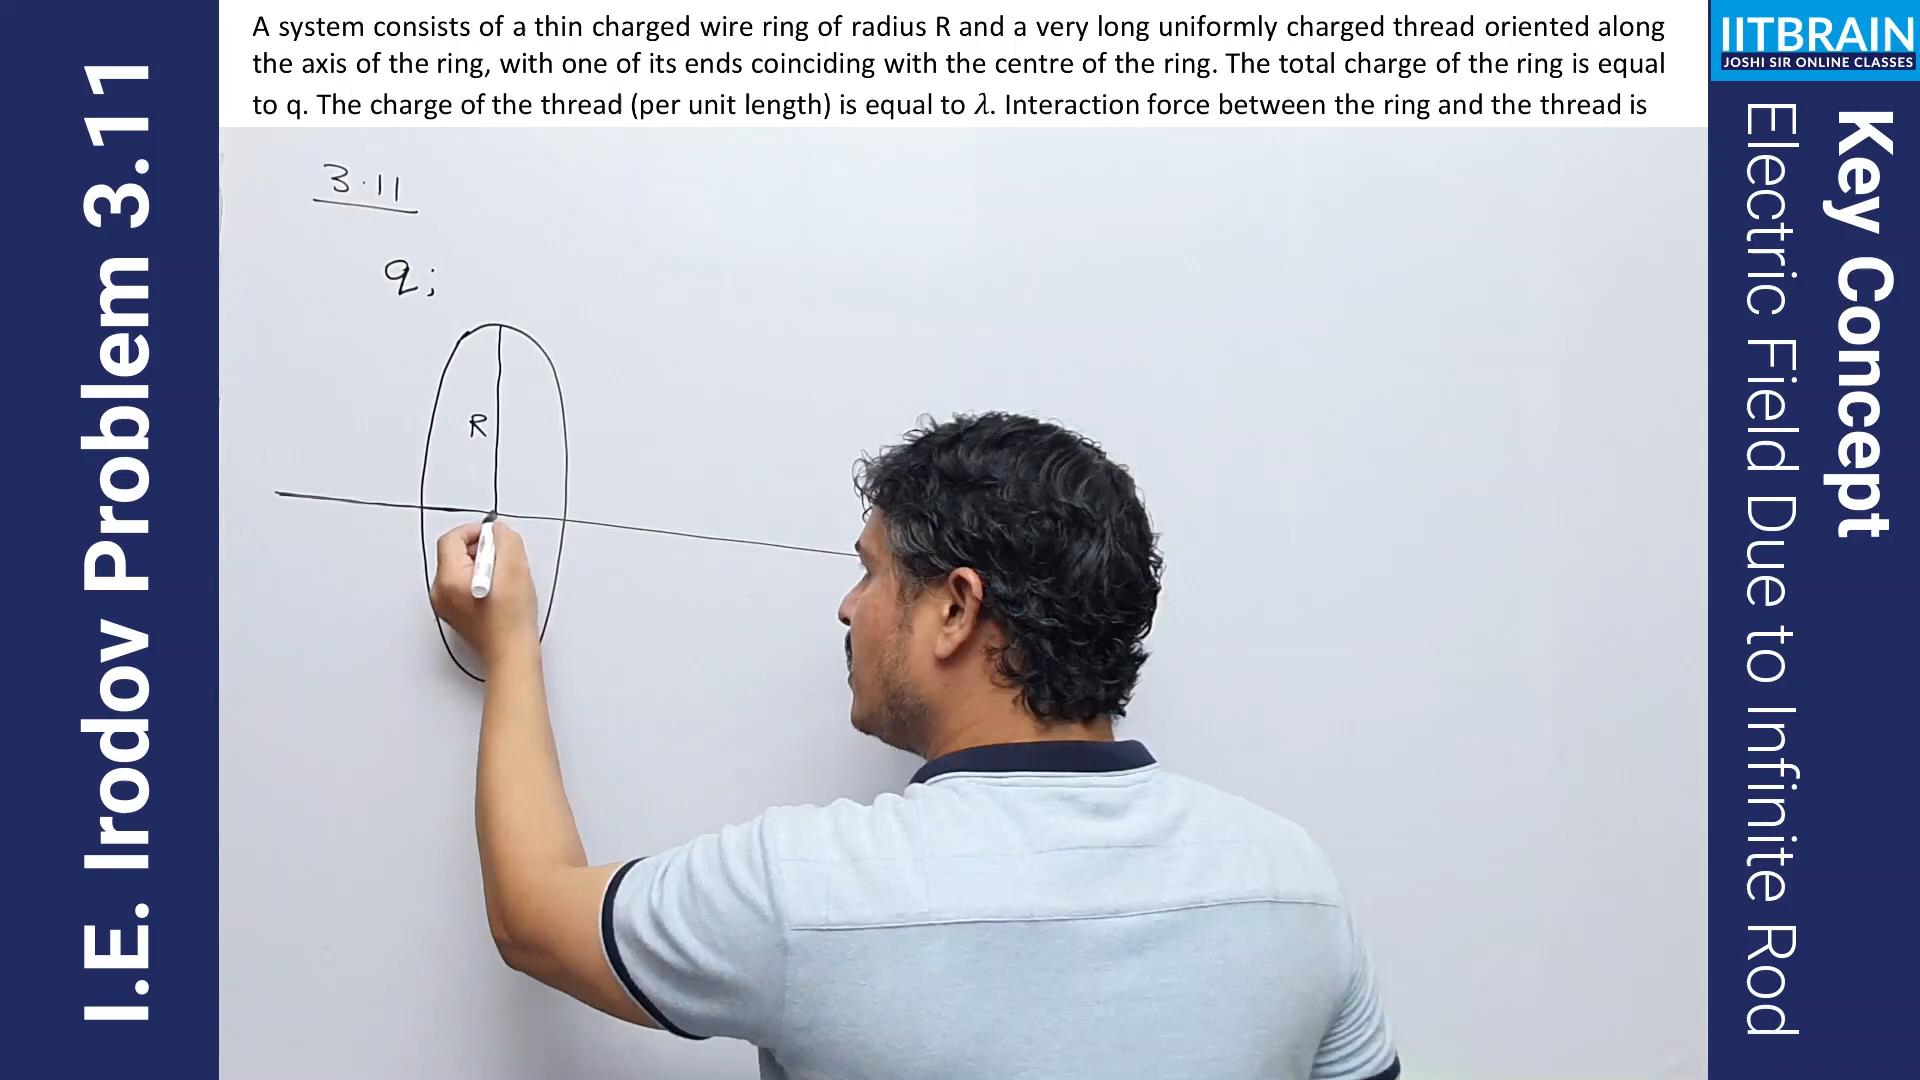 I.E. Irodov Problem 3.11
A system consists of a thin charged wire ring of radius R and a very long uniformly charged thread oriented along
the axis of the ring, with one of its ends coinciding with the centre of the ring. The total charge of the ring is equal
to q. The charge of the thread (per unit length) is equal to λ. Interaction force between the ring and the thread is
3.11
q;
R
IITBRAIN
JOSHI SIR ONLINE CLASSES
Key Concept
Electric Field Due to Infinite Rod